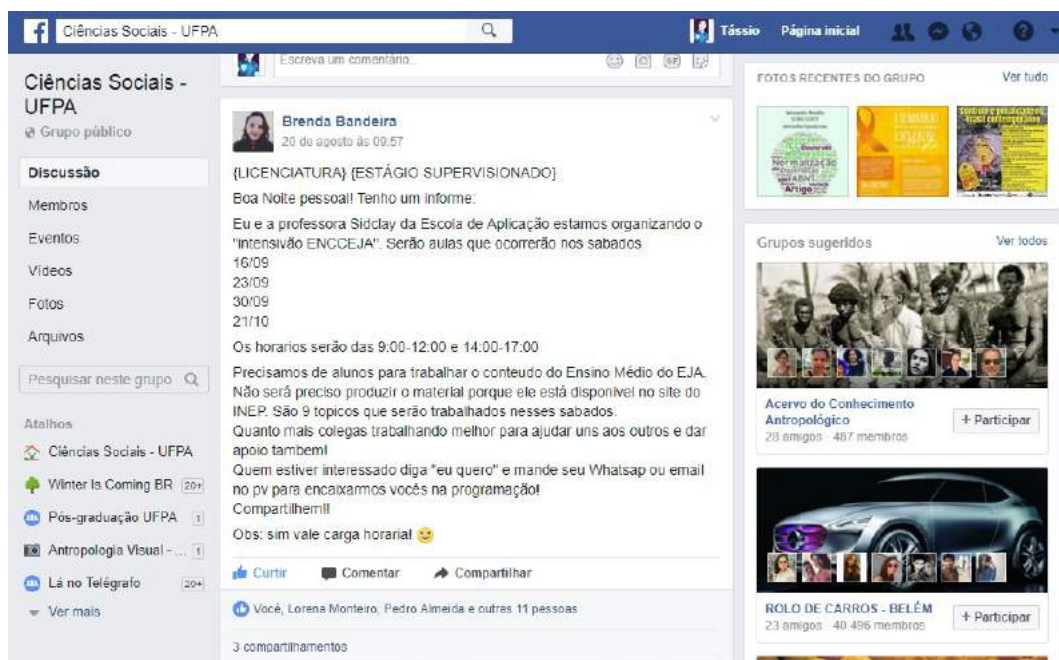 Ciências Sociais - UFPA
Tássio
Página inicial
Ciências Sociais -
UFPA
Grupo público
Discussão
Membros
Eventos
Vídeos
Fotos
Arquivos
Pesquisar neste grupo
Atalhos
Ciências Sociais - UFPA
Winter Is Coming BR 20+
Pós-graduação UFPA 1
Antropologia Visual - ... 1
Lá no Telégrafo 20+
Ver mais
Escreva um comentário...
GIF
Brenda Bandeira
20 de agosto às 09:57
{LICENCIATURA} {ESTÁGIO SUPERVISIONADO}
Boa Noite pessoal! Tenho um informe:
Eu e a professora Sidclay da Escola de Aplicação estamos organizando o
"intensivão ENCCEJA". Serão aulas que ocorrerão nos sabados
16/09
23/09
30/09
21/10
Os horarios serão das 9:00-12:00 e 14:00-17:00
Precisamos de alunos para trabalhar o conteudo do Ensino Médio do EJA.
Não será preciso produzir o material porque ele está disponivel no site do
INEP. São 9 topicos que serão trabalhados nesses sabados.
Quanto mais colegas trabalhando melhor para ajudar uns aos outros e dar
apoio tambem!
Quem estiver interessado diga "eu quero" e mande seu Whatsap ou email
no pv para encaixarmos vocês na programação!
Compartilhem!!
Obs: sim vale carga horaria! 😉
Curtir Comentar Compartilhar
Você, Lorena Monteiro, Pedro Almeida e outras 11 pessoas
3 compartilhamentos
FOTOS RECENTES DO GRUPO Ver tudo
Normalização
ABNT
Artigo
Controle e penalidade no
Brasil contemporâneo
Grupos sugeridos Ver todos
Acervo do Conhecimento
Antropológico
28 amigos · 487 membros
+ Participar
ROLO DE CARROS - BELÉM
23 amigos · 40.496 membros
+ Participar